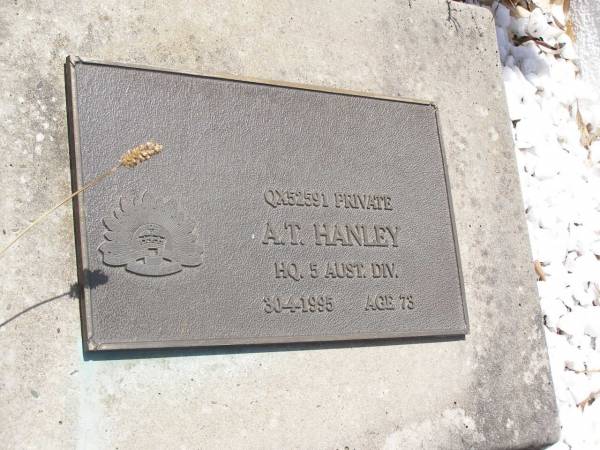 QX52591 PRIVATE
A.T. HANLEY
HQ. 5 AUST. DIV.
30-4-1995 AGE 73